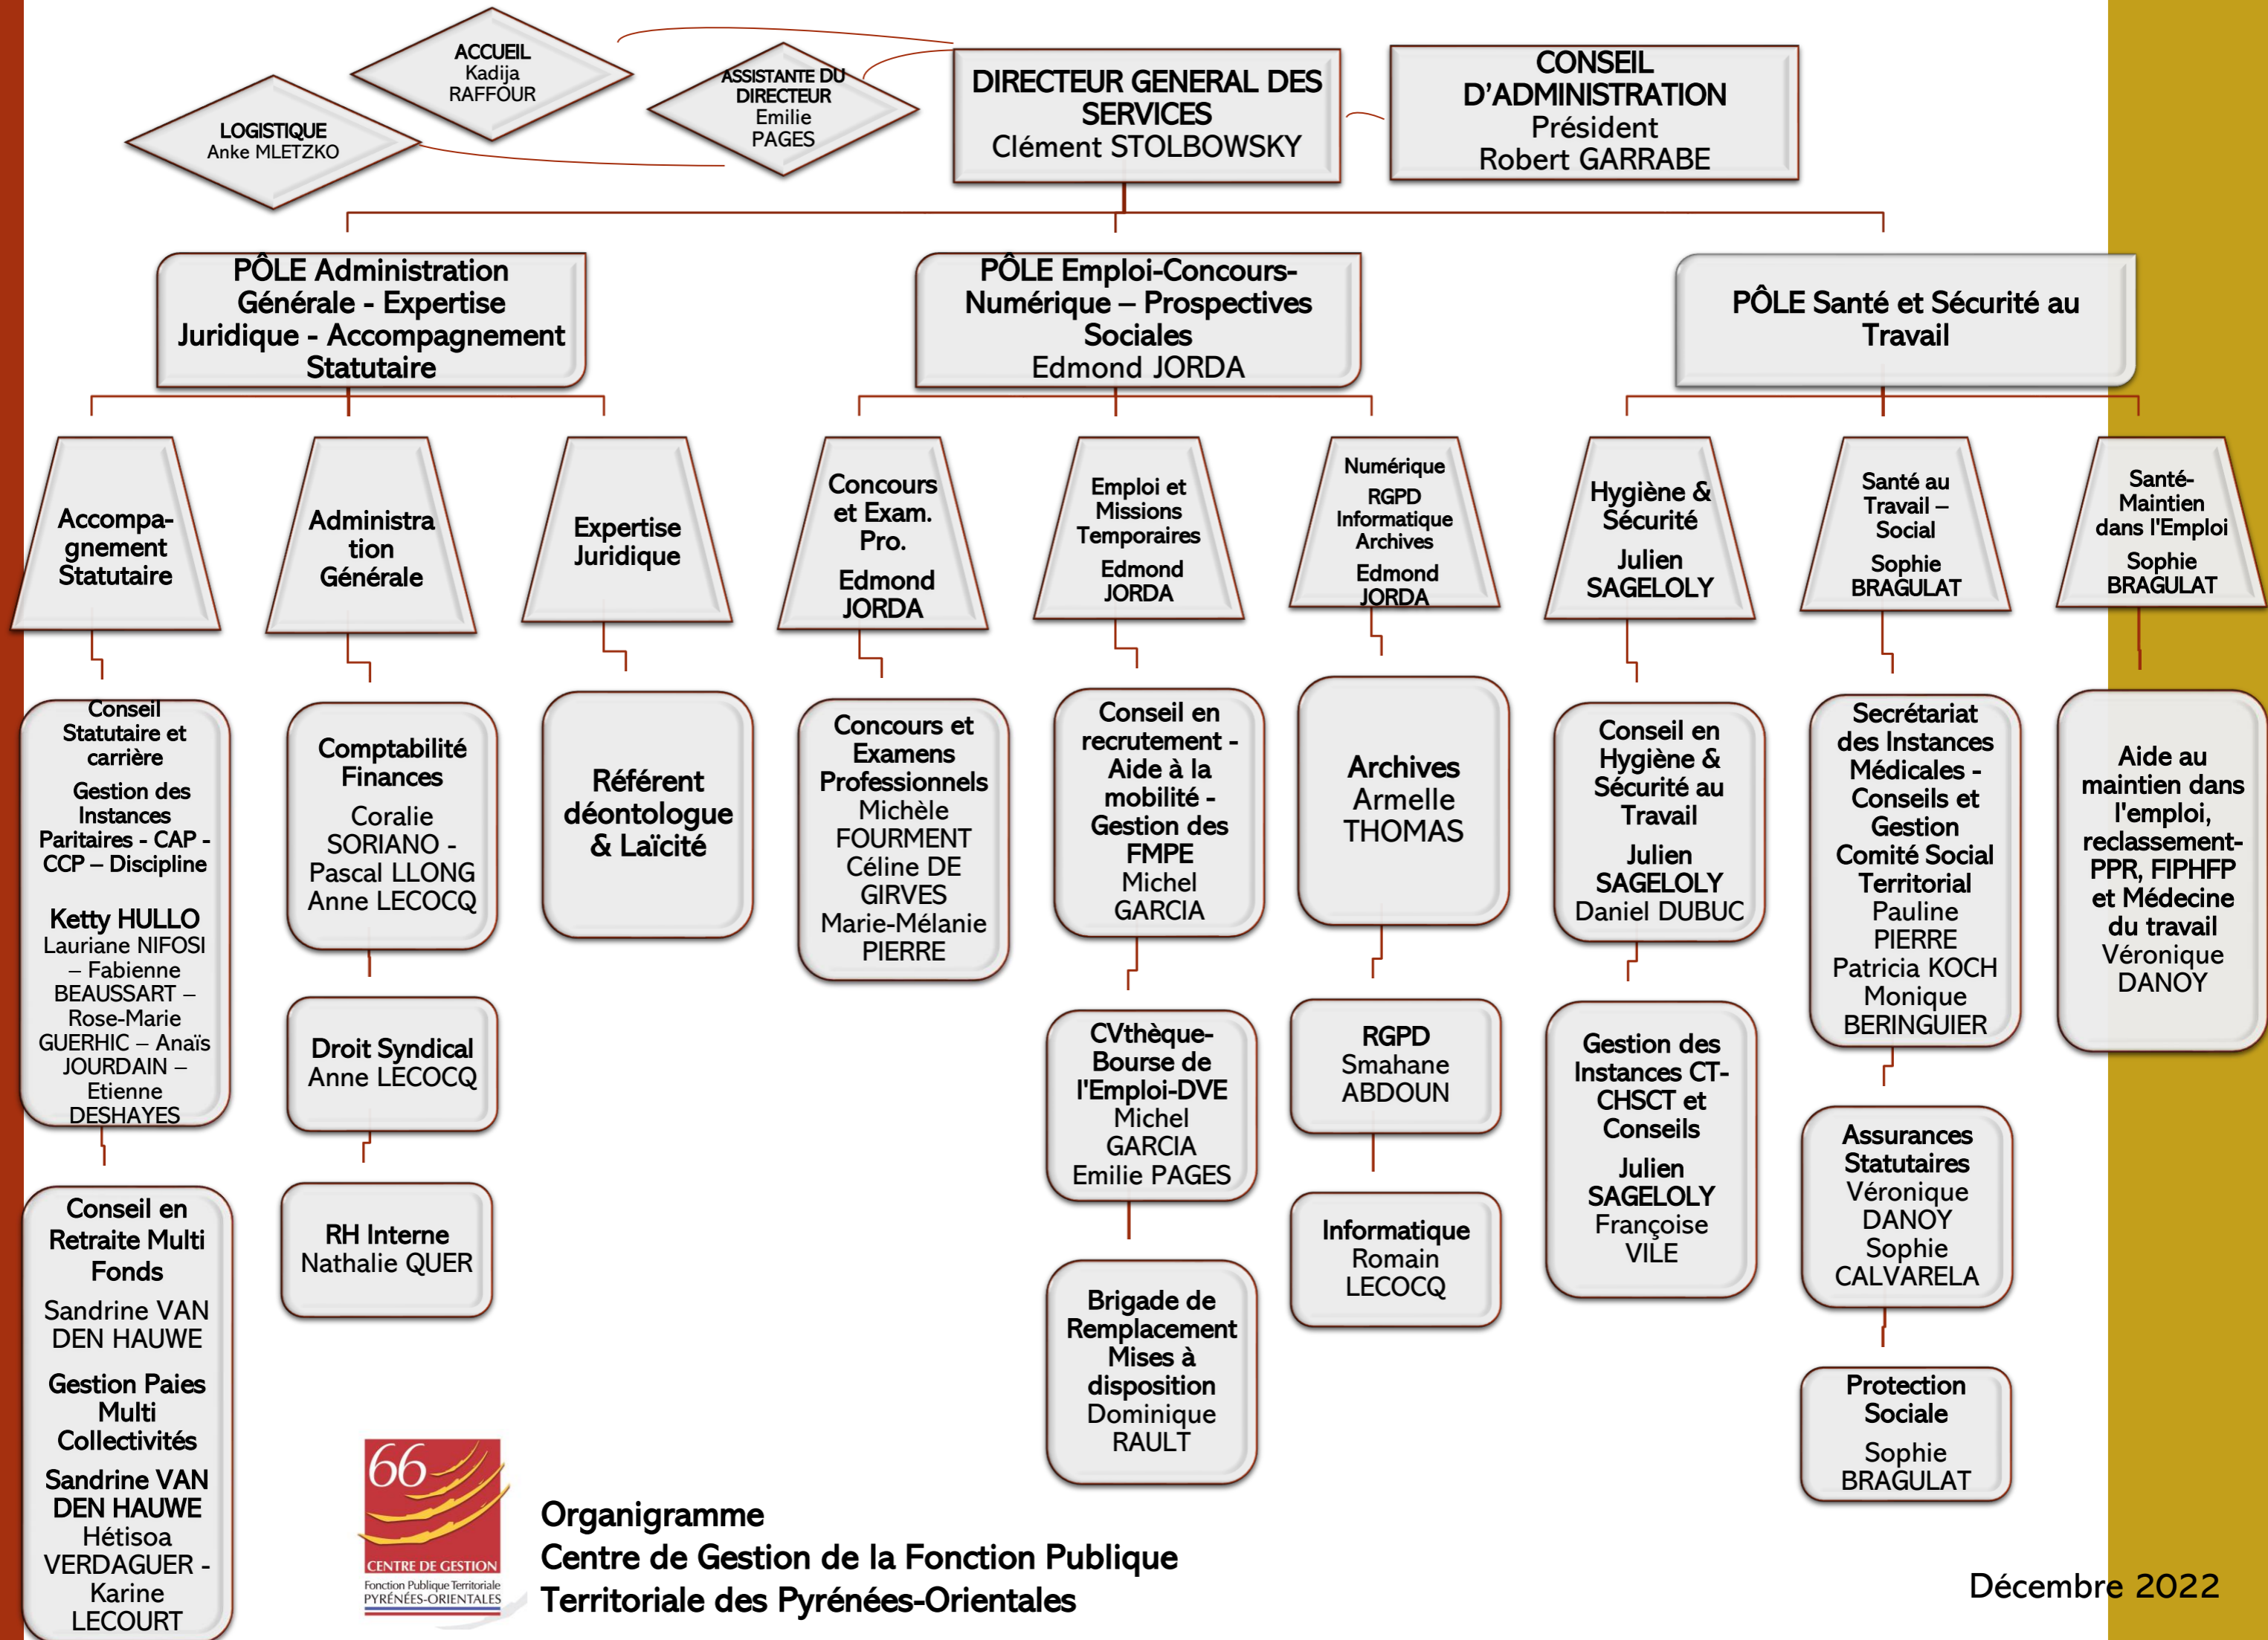 ACCUEIL
Kadija
RAFFOUR
LOGISTIQUE
Anke MLETZKO
ASSISTANTE DU
DIRECTEUR
Emilie
PAGES
DIRECTEUR GENERAL DES
SERVICES
Clément STOLBOWSKY
CONSEIL
D’ADMINISTRATION
Président
Robert GARRABE
PÔLE Administration
Générale - Expertise
Juridique - Accompagnement
Statutaire
PÔLE Emploi-Concours-
Numérique – Prospectives
Sociales
Edmond JORDA
PÔLE Santé et Sécurité au
Travail
Accompa-
gnement
Statutaire
Administra
tion
Générale
Expertise
Juridique
Concours
et Exam.
Pro.
Edmond
JORDA
Emploi et
Missions
Temporaires
Edmond
JORDA
Numérique
RGPD
Informatique
Archives
Edmond
JORDA
Hygiène &
Sécurité
Julien
SAGELOLY
Santé au
Travail –
Social
Sophie
BRAGULAT
Santé-
Maintien
dans l'Emploi
Sophie
BRAGULAT
Conseil
Statutaire et
carrière
Gestion des
Instances
Paritaires - CAP -
CCP – Discipline
Ketty HULLO
Lauriane NIFOSI
– Fabienne
BEAUSSART –
Rose-Marie
GUERHIC – Anaïs
JOURDAIN –
Etienne
DESHAYES
Conseil en
Retraite Multi
Fonds
Sandrine VAN
DEN HAUWE
Gestion Paies
Multi
Collectivités
Sandrine VAN
DEN HAUWE
Hétisoa
VERDAGUER -
Karine
LECOURT
Comptabilité
Finances
Coralie
SORIANO -
Pascal LLONG
Anne LECOCQ
Droit Syndical
Anne LECOCQ
RH Interne
Nathalie QUER
Référent
déontologue
& Laïcité
Concours et
Examens
Professionnels
Michèle
FOURMENT
Céline DE
GIRVES
Marie-Mélanie
PIERRE
Conseil en
recrutement -
Aide à la
mobilité -
Gestion des
FMPE
Michel
GARCIA
CVthèque-
Bourse de
l'Emploi-DVE
Michel
GARCIA
Emilie PAGES
Brigade de
Remplacement
Mises à
disposition
Dominique
RAULT
Archives
Armelle
THOMAS
RGPD
Smahane
ABDOUN
Informatique
Romain
LECOCQ
Conseil en
Hygiène &
Sécurité au
Travail
Julien
SAGELOLY
Daniel DUBUC
Gestion des
Instances CT-
CHSCT et
Conseils
Julien
SAGELOLY
Françoise
VILE
Secrétariat
des Instances
Médicales -
Conseils et
Gestion
Comité Social
Territorial
Pauline
PIERRE
Patricia KOCH
Monique
BERINGUIER
Assurances
Statutaires
Véronique
DANOY
Sophie
CALVARELA
Protection
Sociale
Sophie
BRAGULAT
Aide au
maintien dans
l'emploi,
reclassement-
PPR, FIPHFP
et Médecine
du travail
Véronique
DANOY
66
CENTRE DE GESTION
Fonction Publique Territoriale
PYRÉNÉES-ORIENTALES
Organigramme
Centre de Gestion de la Fonction Publique
Territoriale des Pyrénées-Orientales
Décembre 2022